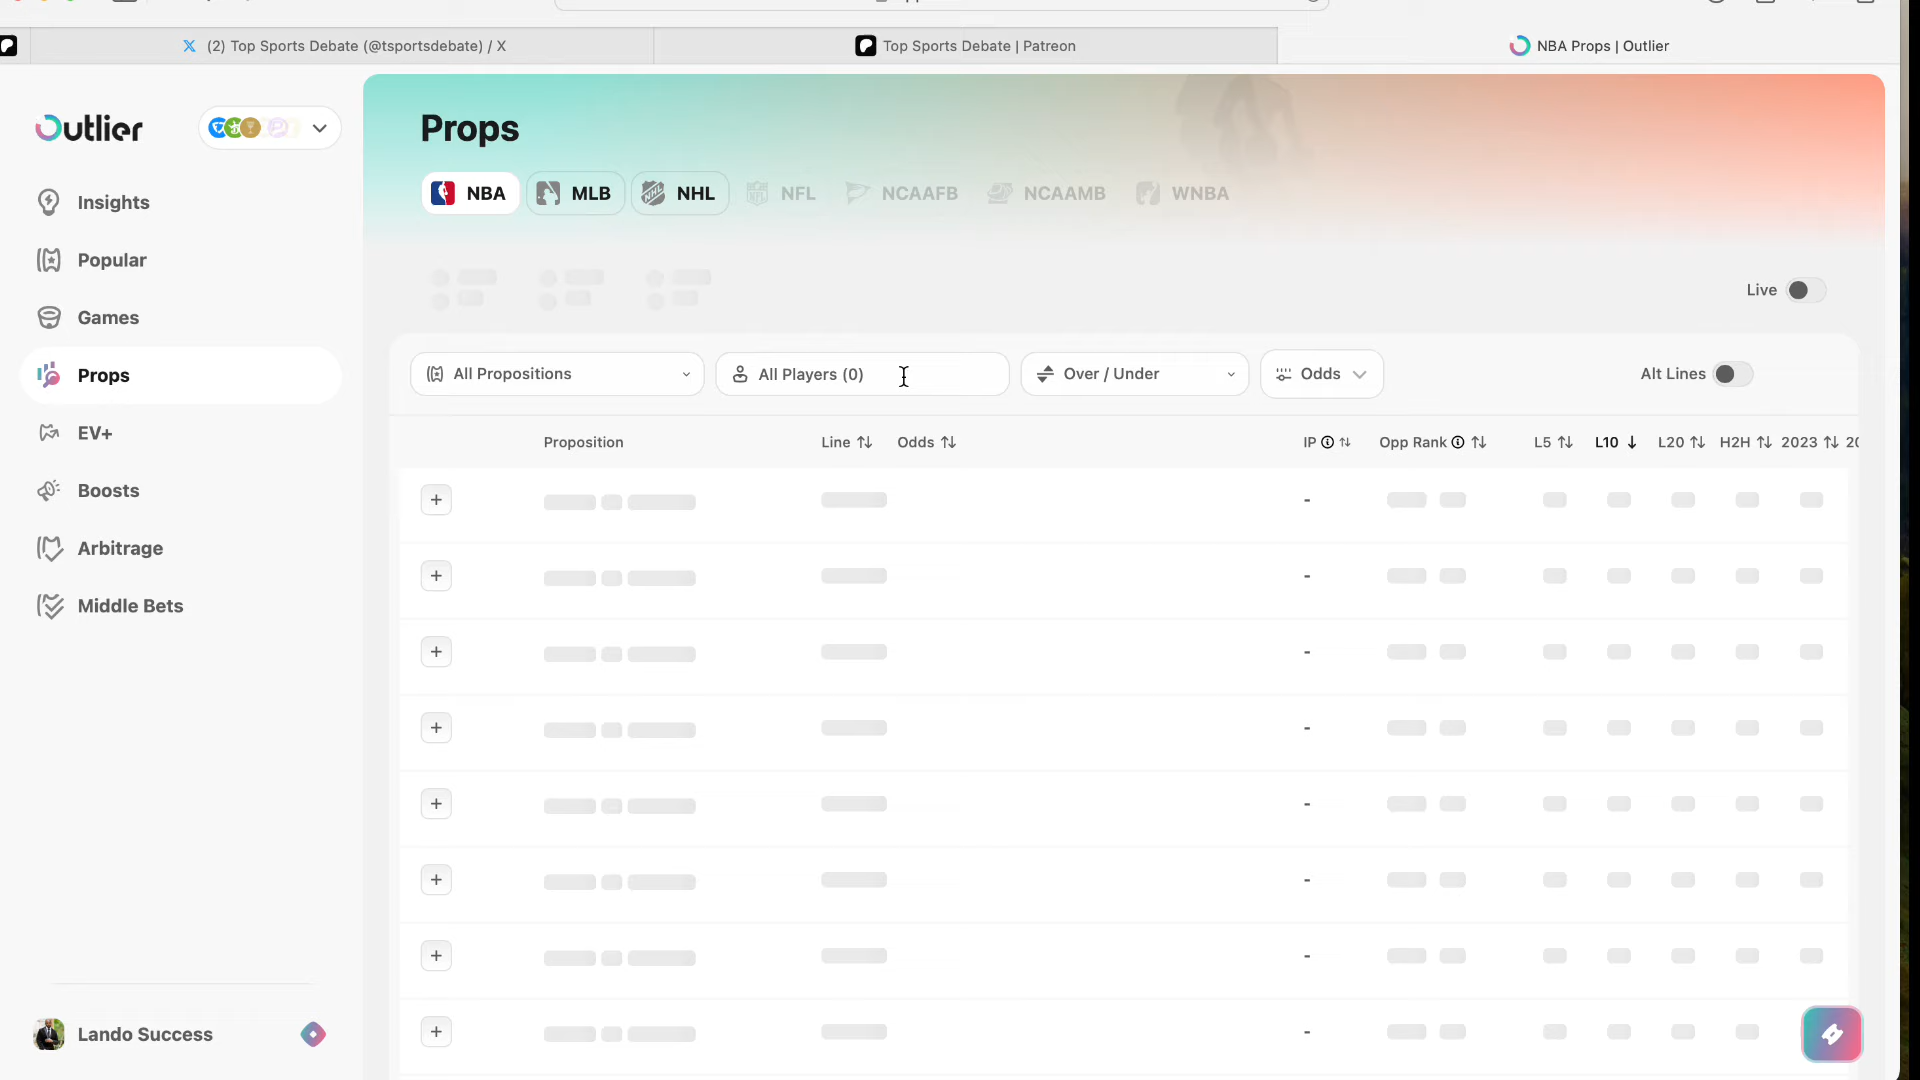 (2) Top Sports Debate (@tsportsdebate) / X
Top Sports Debate | Patreon
NBA Props | Outlier
Outlier
Props
NBA
MLB
NHL
NFL
NCAAFB
NCAAMB
WNBA
Insights
Popular
Games
Props
EV+
Boosts
Arbitrage
Middle Bets
Live
All Propositions
All Players (0)
Over / Under
Odds
Alt Lines
Proposition
Line
Odds
IP
Opp Rank
L5
L10
L20
H2H
2023
20
-
-
-
-
-
-
-
-
Lando Success